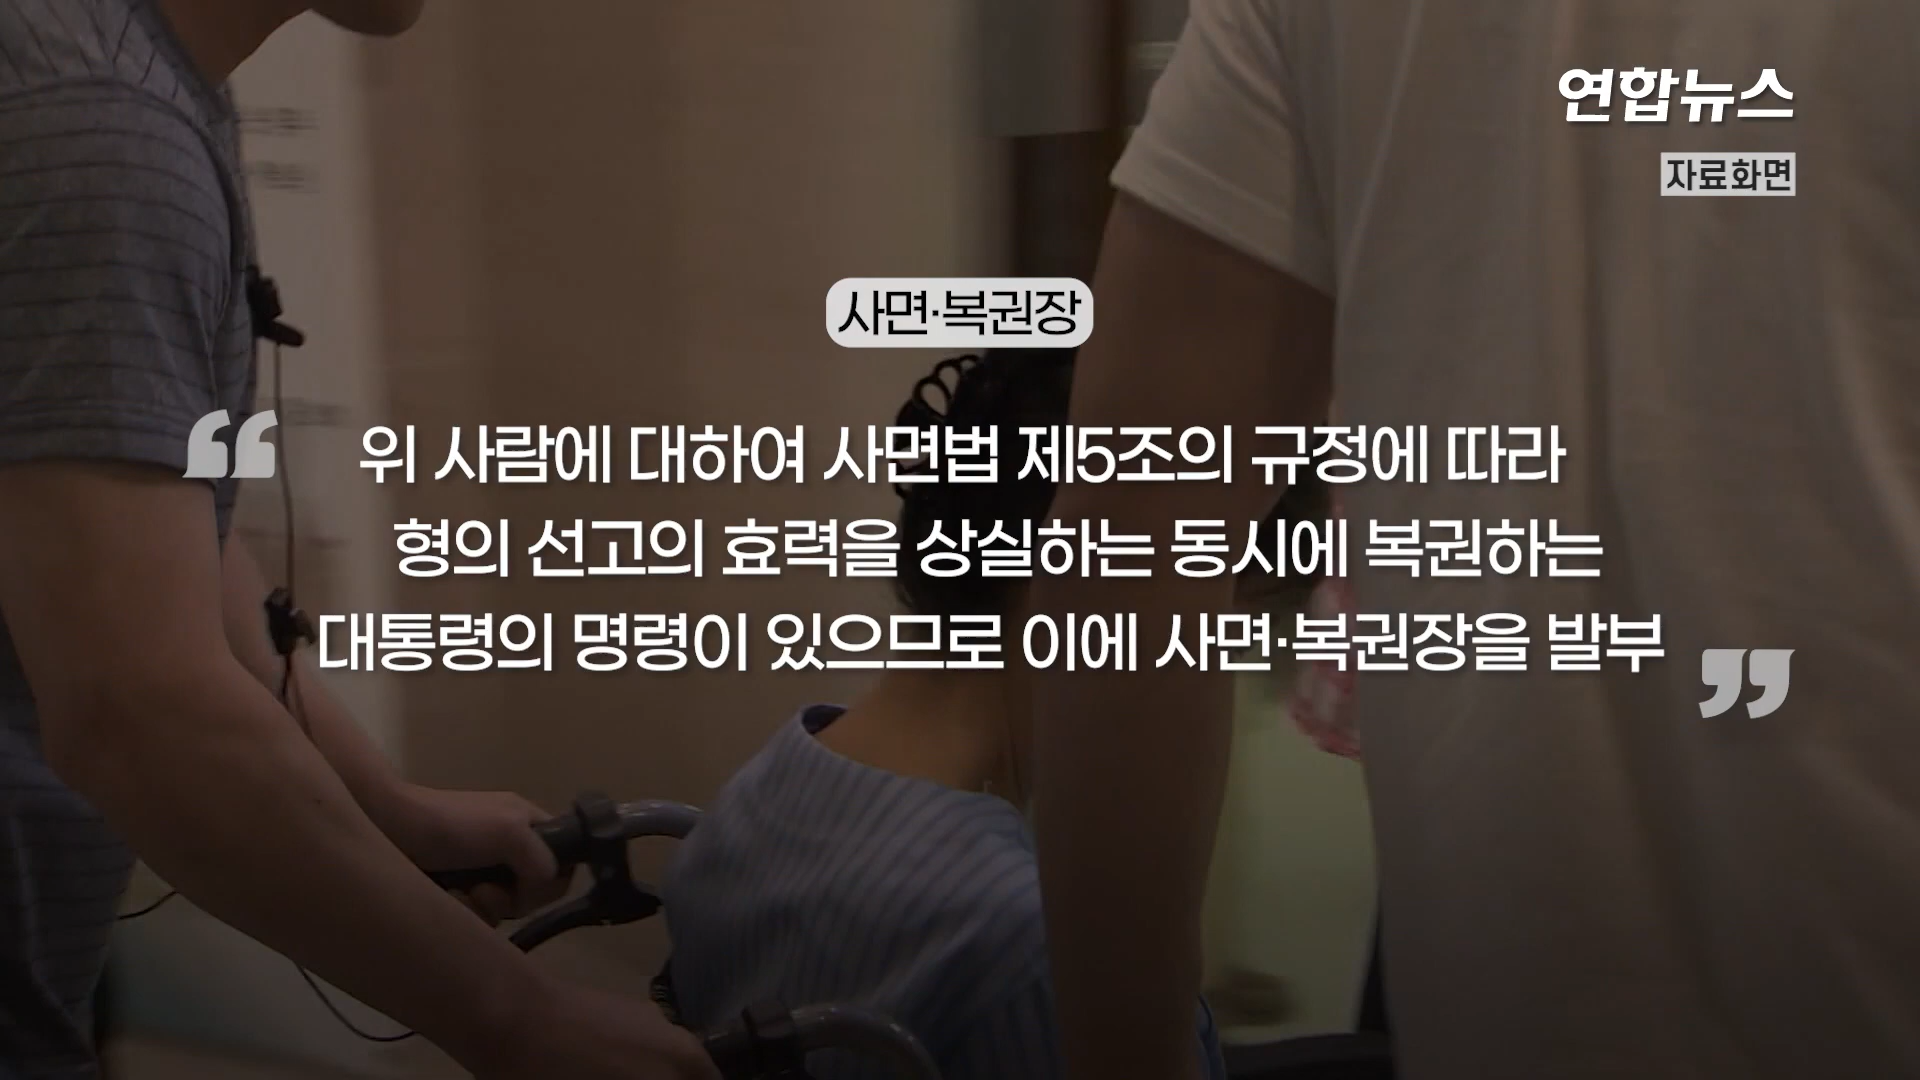 연합뉴스
자료화면
사면·복권장
“ 위 사람에 대하여 사면법 제5조의 규정에 따라
형의 선고의 효력을 상실하는 동시에 복권하는
대통령의 명령이 있으므로 이에 사면·복권장을 발부 ”